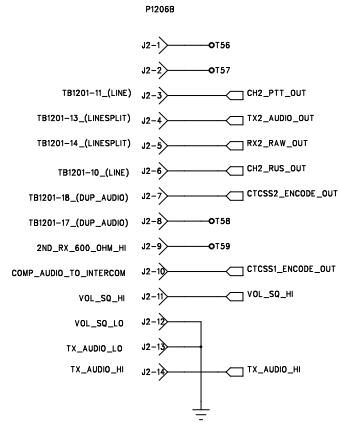 P1206B
J2-1 T56
J2-2 T57
TB1201-11_(LINE) J2-3 CH2_PTT_OUT
TB1201-13_(LINESPLIT) J2-4 TX2_AUDIO_OUT
TB1201-14_(LINESPLIT) J2-5 RX2_RAW_OUT
TB1201-10_(LINE) J2-6 CH2_RUS_OUT
TB1201-18_(DUP_AUDIO) J2-7 CTCSS2_ENCODE_OUT
TB1201-17_(DUP_AUDIO) J2-8 T58
2ND_RX_600_OHM_HI J2-9 T59
COMP_AUDIO_TO_INTERCOM J2-10 CTCSS1_ENCODE_OUT
VOL_SQ_HI J2-11 VOL_SQ_HI
VOL_SQ_LO J2-12
TX_AUDIO_LO J2-13
TX_AUDIO_HI J2-14 TX_AUDIO_HI